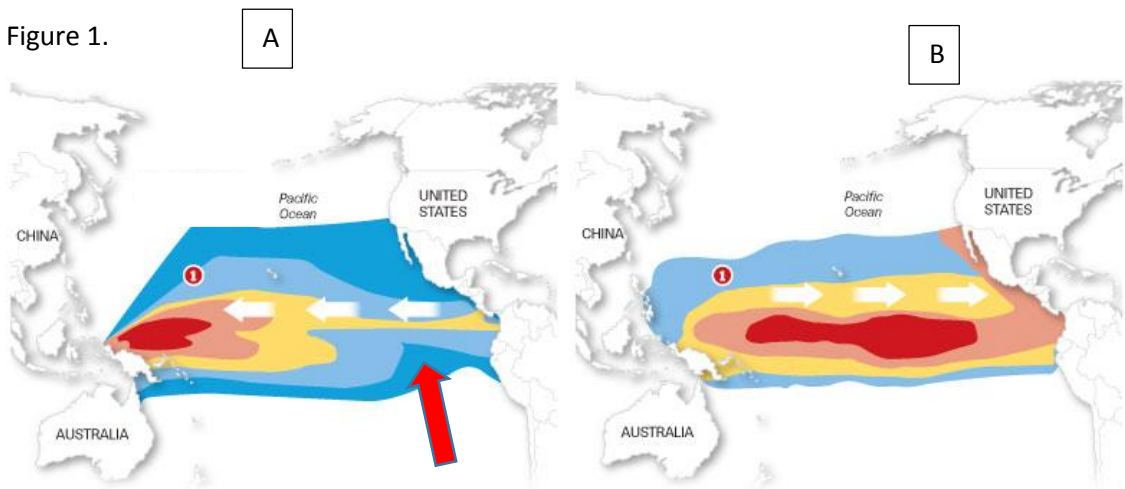 Figure 1.
A
B
Pacific
Ocean
UNITED
STATES
CHINA
1
AUSTRALIA
Pacific
Ocean
UNITED
STATES
CHINA
1
AUSTRALIA